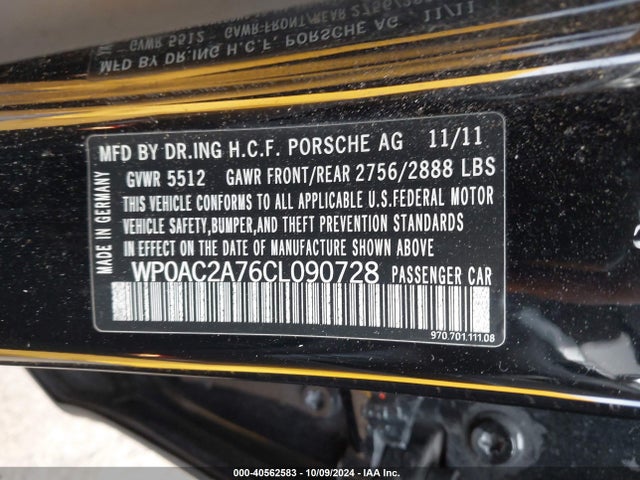 MFD BY DR.ING H.C.F. PORSCHE AG 11/11
GVWR 5512 GAWR FRONT/REAR 2756/2888 LBS
THIS VEHICLE CONFORMS TO ALL APPLICABLE U.S.FEDERAL MOTOR
VEHICLE SAFETY,BUMPER,AND THEFT PREVENTION STANDARDS
IN EFFECT ON THE DATE OF MANUFACTURE SHOWN ABOVE
WP0AC2A76CL090728 PASSENGER CAR
970.701.111.08
MADE IN GERMANY
000-40562583 - 10/09/2024 - IAA Inc.